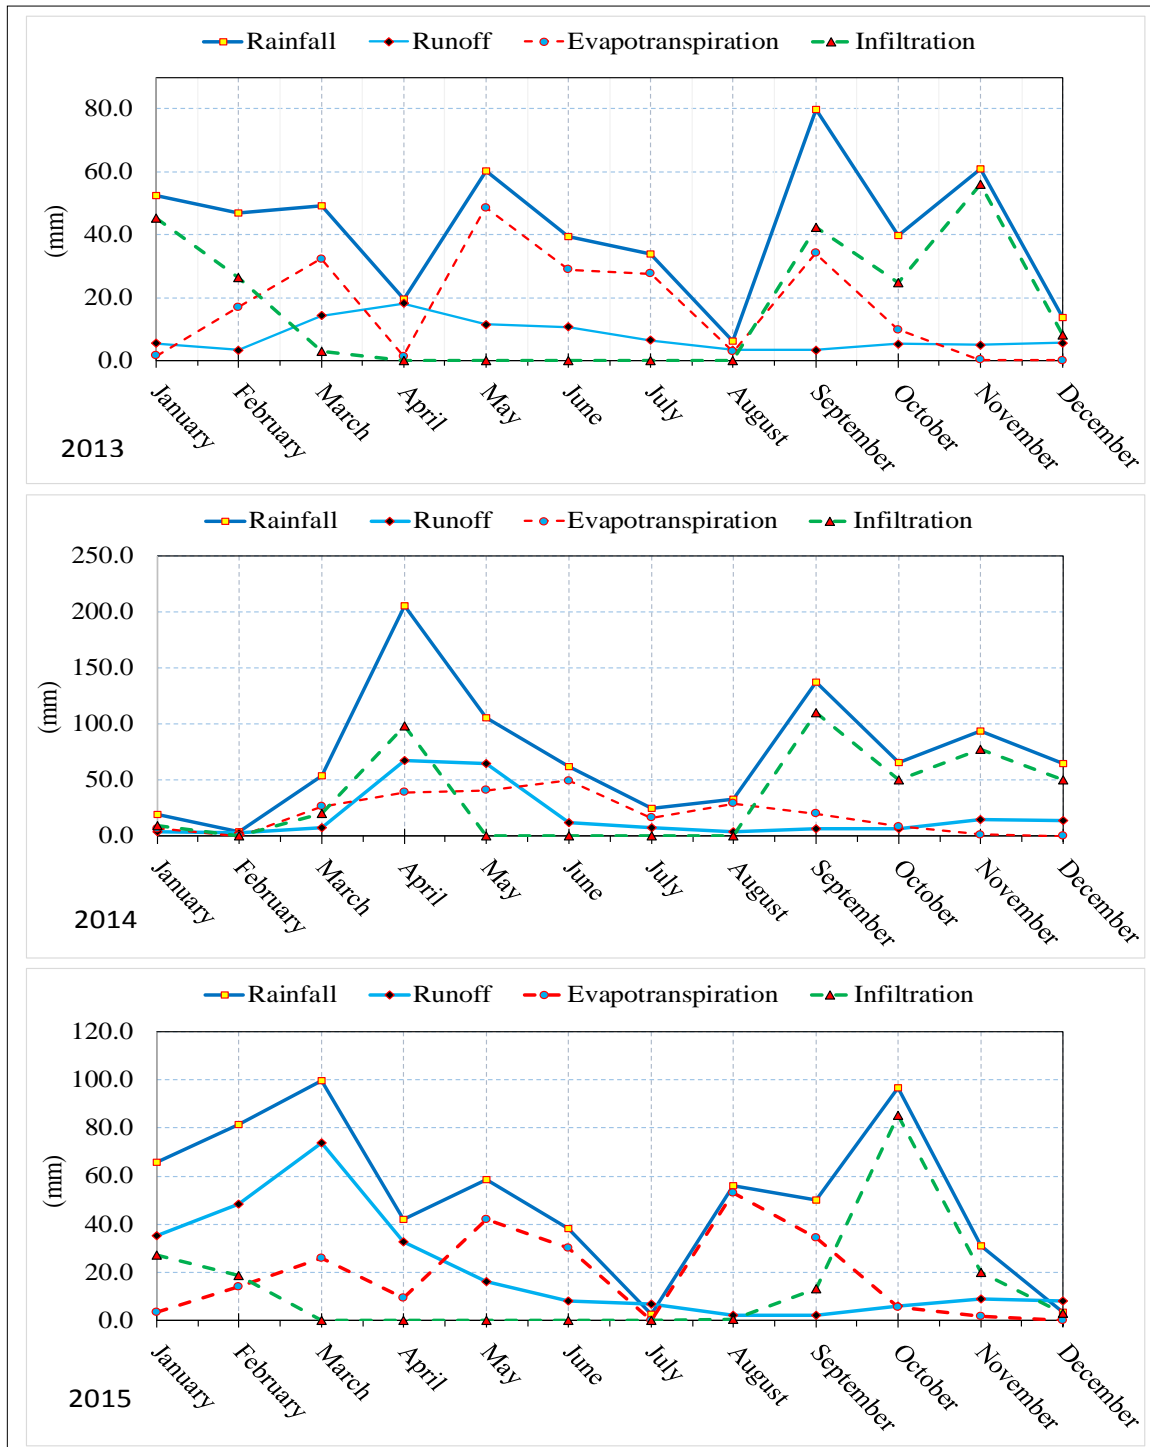 Rainfall Runoff Evapotranspiration Infiltration
80.0
60.0
40.0
20.0
0.0
(mm)
January February March April May June July August September October November December
2013
Rainfall Runoff Evapotranspiration Infiltration
250.0
200.0
150.0
100.0
50.0
0.0
(mm)
January February March April May June July August September October November December
2014
Rainfall Runoff Evapotranspiration Infiltration
120.0
100.0
80.0
60.0
40.0
20.0
0.0
(mm)
January February March April May June July August September October November December
2015